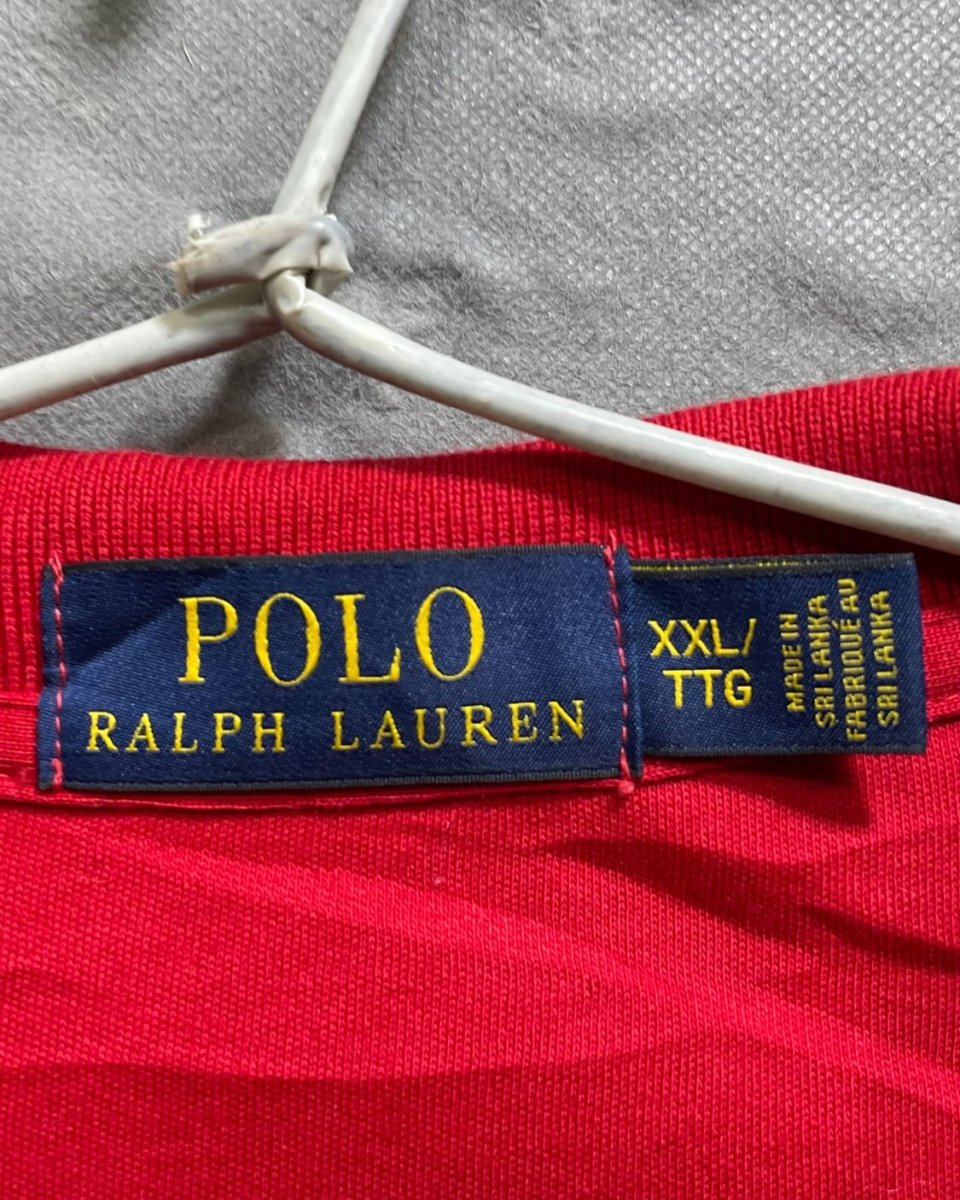 POLO
RALPH LAUREN
XXL/
TTG
MADE IN
SRI LANKA
FABRIQUÉ AU
SRI LANKA